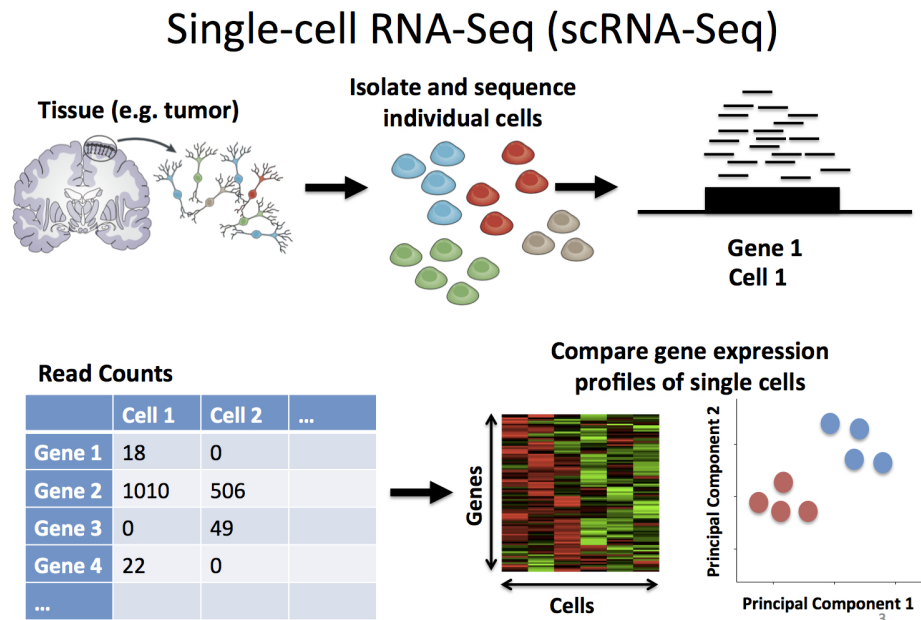 Single-cell RNA-Seq (scRNA-Seq)
Tissue (e.g. tumor)
Isolate and sequence
individual cells
Gene 1
Cell 1
Read Counts
Cell 1 Cell 2 ...
Gene 1 18 0
Gene 2 1010 506
Gene 3 0 49
Gene 4 22 0
...
Compare gene expression
profiles of single cells
Genes
Cells
Principal Component 2
Principal Component 1
3